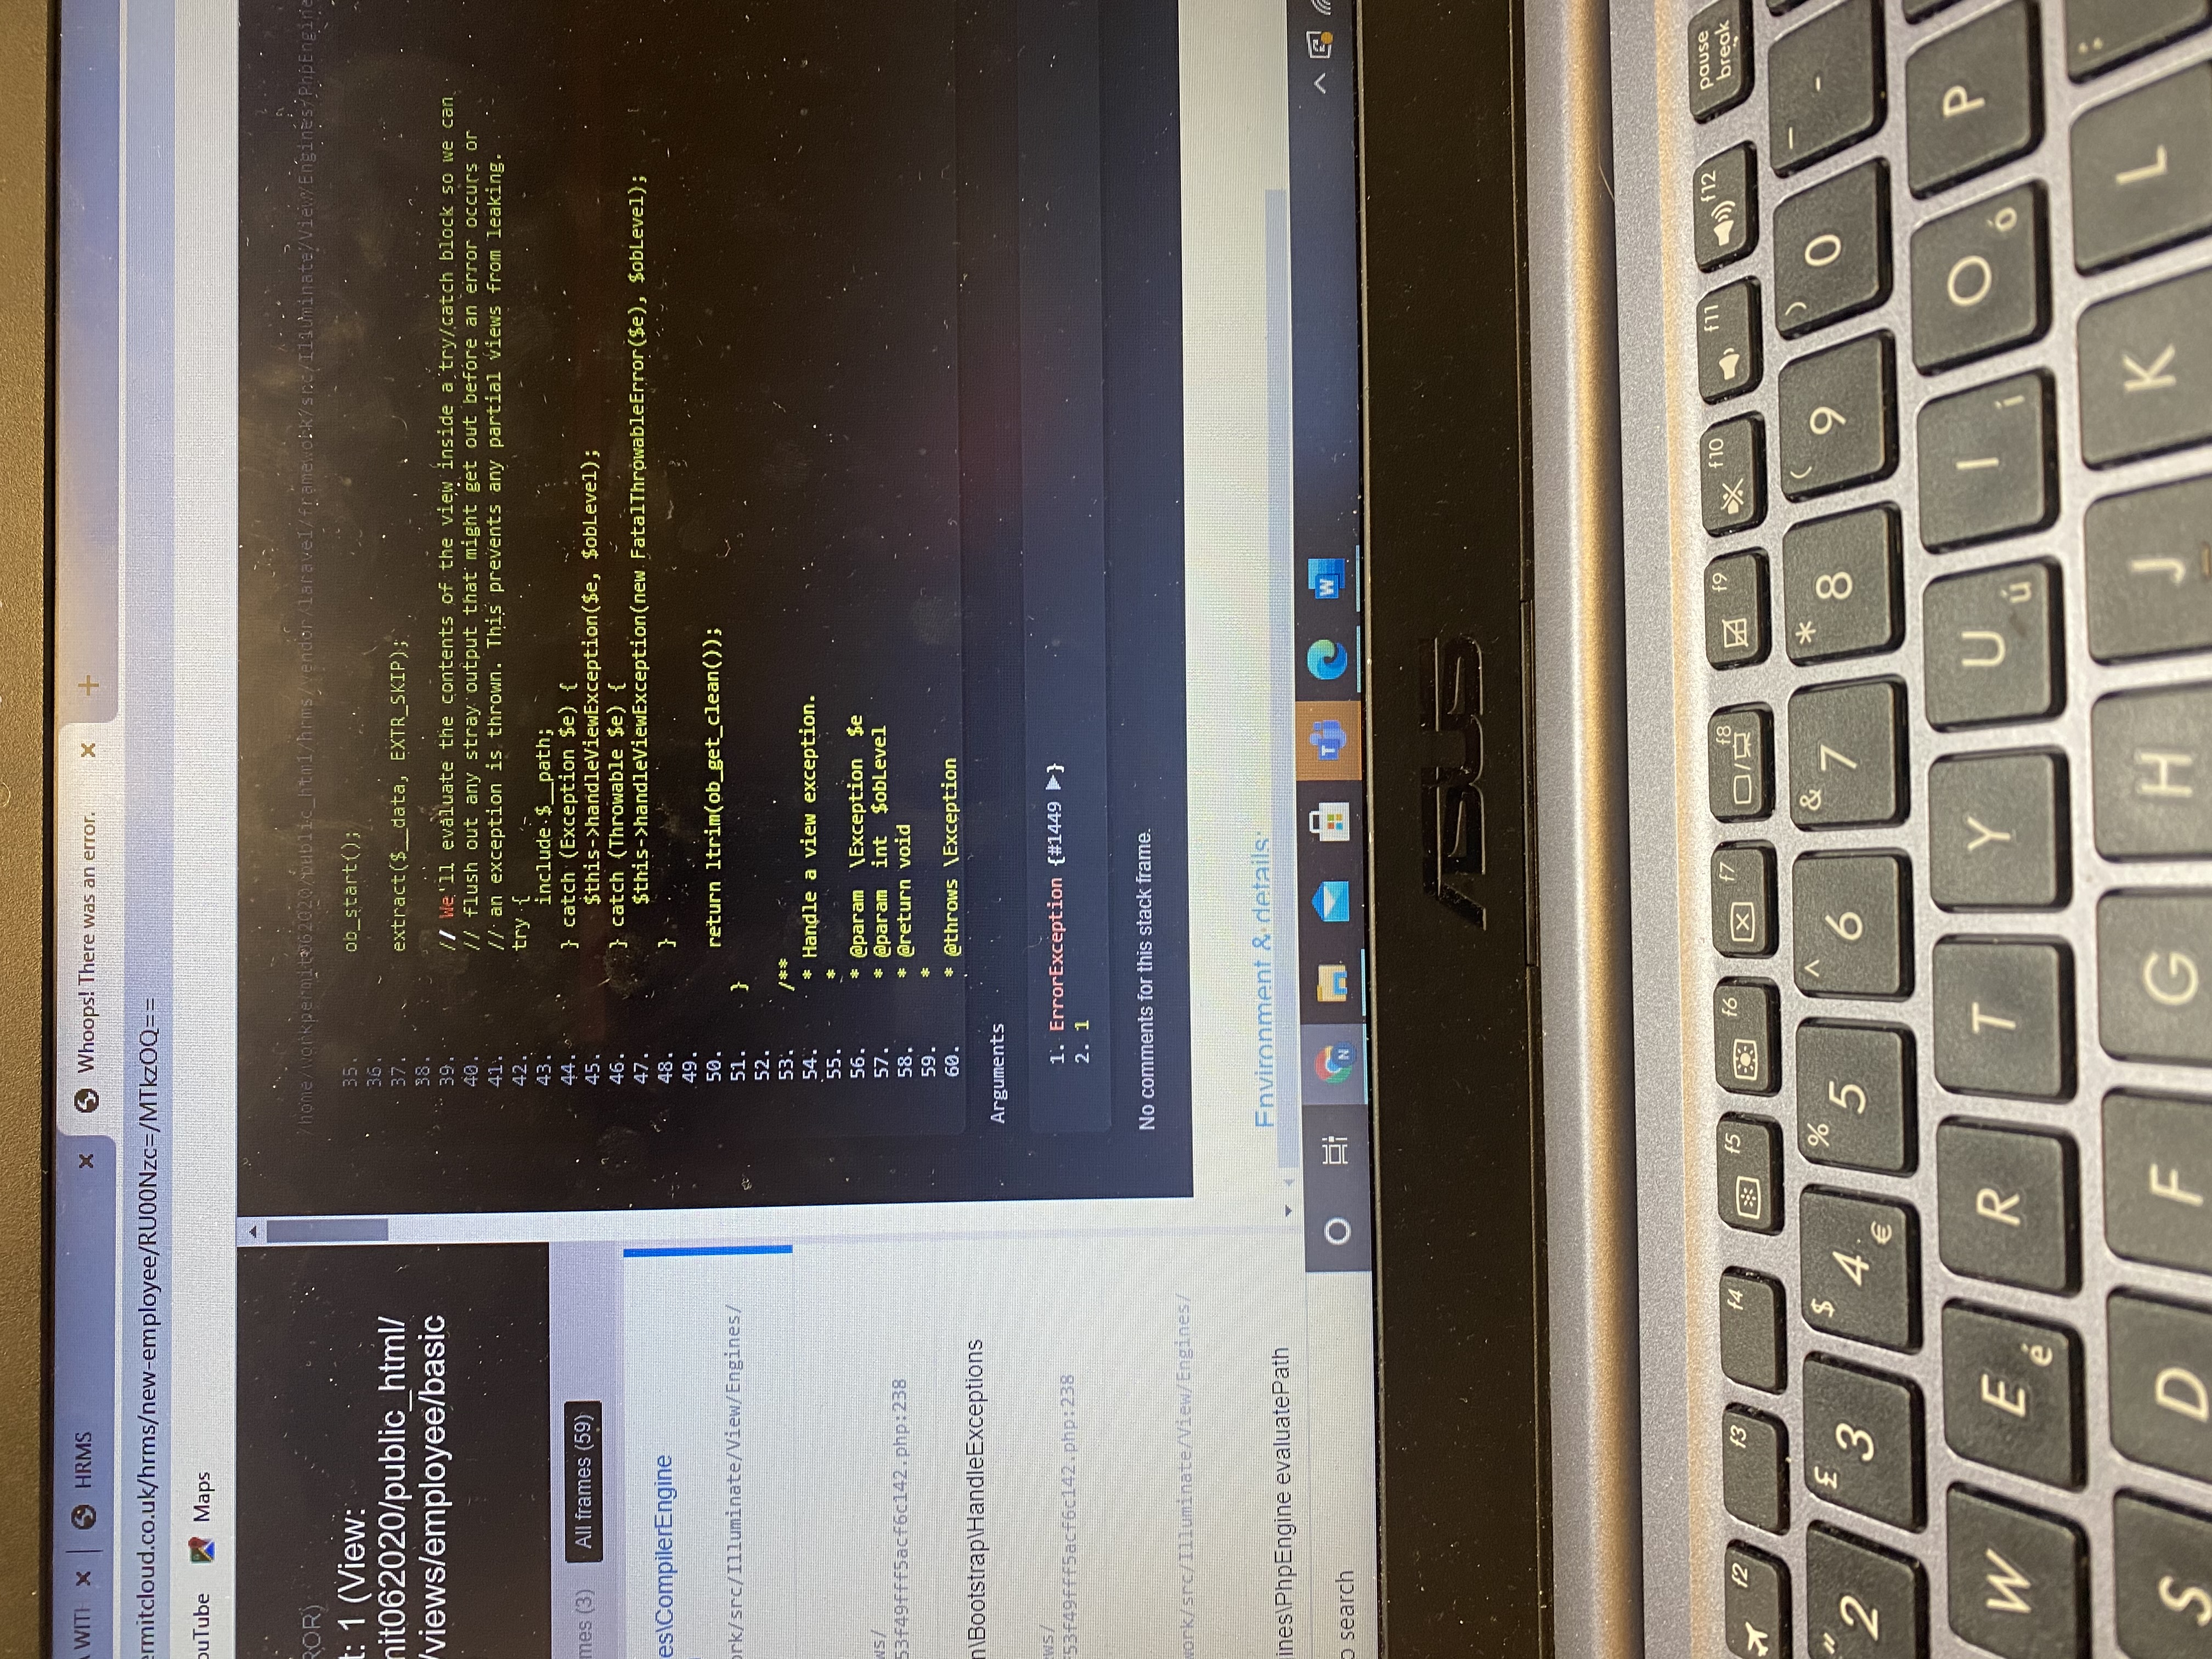 WITH
HRMS
Whoops! There was an error.
ermitcloud.co.uk/hrms/new-employee/RU00Nzc=/MTkzOQ==
ouTube
Maps
ROR)
t: 1 (View:
mit062020/public_html/
/views/employee/basic
mes (3)
All frames (59)
es\CompilerEngine
ork/src/Illuminate/View/Engines/
ws/
53f49fff5acf6c142.php:238
n\Bootstrap\HandleExceptions
ews/
f53f49fff5acf6c142.php:238
work/src/Illuminate/View/Engines/
ines\PhpEngine evaluatePath
/home/workpermit062020/public_html/hrms/vendor/laravel/framework/src/Illuminate/View/Engines/PhpEngine
35. ob_start();
36.
37. extract($__data, EXTR_SKIP);
38.
39. // We'll evaluate the contents of the view inside a try/catch block so we can
40. // flush out any stray output that might get out before an error occurs or
41. // an exception is thrown. This prevents any partial views from leaking.
42. try {
43. include $__path;
44. } catch (Exception $e) {
45. $this->handleViewException($e, $obLevel);
46. } catch (Throwable $e) {
47. $this->handleViewException(new FatalThrowableError($e), $obLevel);
48. }
49.
50. return ltrim(ob_get_clean());
51. }
52.
53. /**
54. * Handle a view exception.
55. *
56. * @param \Exception $e
57. * @param int $obLevel
58. * @return void
59. *
60. * @throws \Exception
Arguments
1. ErrorException {#1449 ▶}
2. 1
No comments for this stack frame.
Environment & details:
o search
N
T
W
ASUS
f2 f3 f4 f5 f6 f7 f8 f9 f10 f11 f12 pause break
" 2 £ 3 $ 4 € % 5 ^ 6 & 7 * 8 ( 9 ) 0 _ -
W E é R T Y U ú I í O ó P
S D F G H J K L :